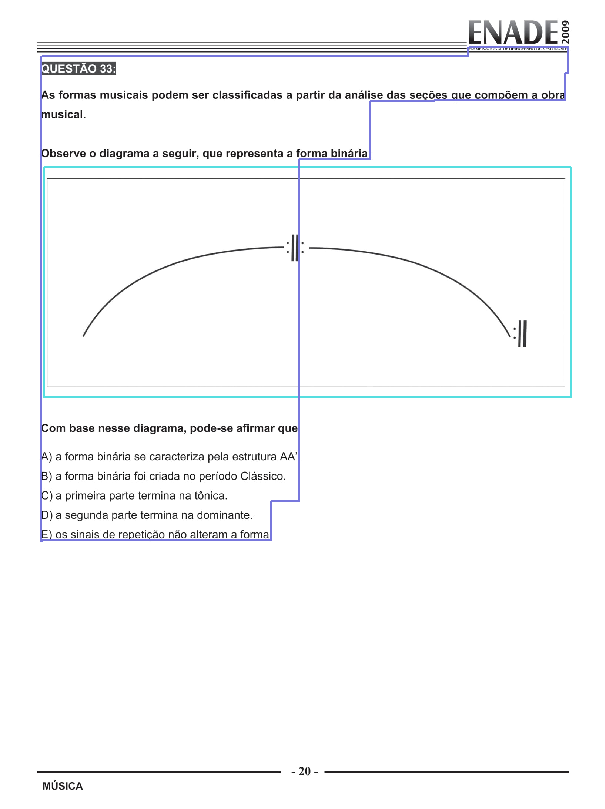 ENADE 2009
QUESTÃO 33:
As formas musicais podem ser classificadas a partir da análise das seções que compõem a obra
musical.
Observe o diagrama a seguir, que representa a forma binária
Com base nesse diagrama, pode-se afirmar que
A) a forma binária se caracteriza pela estrutura AA’
B) a forma binária foi criada no período Clássico.
C) a primeira parte termina na tônica.
D) a segunda parte termina na dominante.
E) os sinais de repetição não alteram a forma
- 20 -
MÚSICA